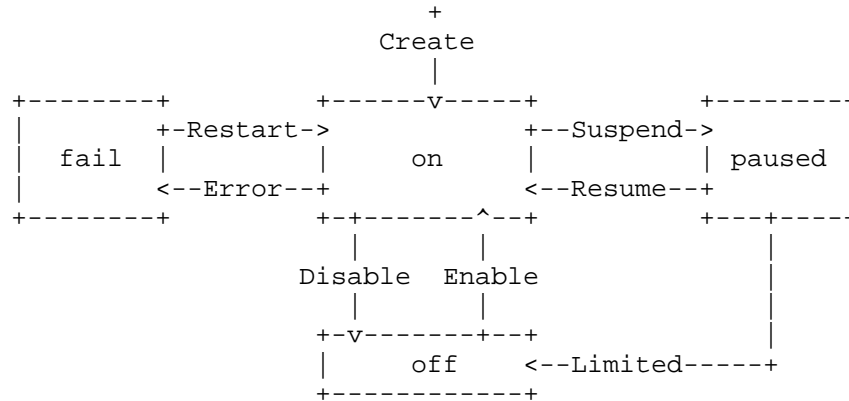 Create
Restart Suspend
fail on paused
Error Resume
Disable Enable
off Limited